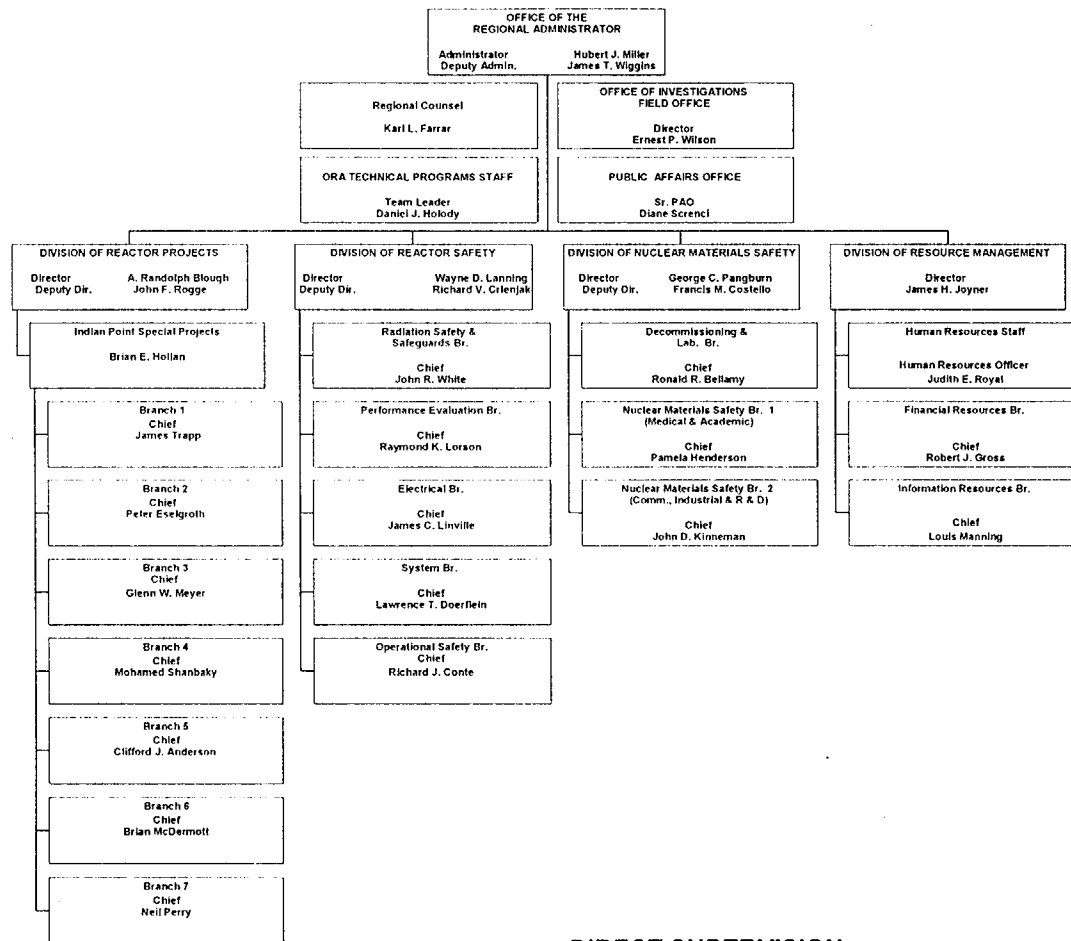 OFFICE OF THE
REGIONAL ADMINISTRATOR
Administrator Hubert J. Miller
Deputy Admin. James T. Wiggins
Regional Counsel
Karl L. Farrar
OFFICE OF INVESTIGATIONS
FIELD OFFICE
Director
Ernest P. Wilson
ORA TECHNICAL PROGRAMS STAFF
Team Leader
Daniel J. Holody
PUBLIC AFFAIRS OFFICE
Sr. PAO
Diane Screnci
DIVISION OF REACTOR PROJECTS
Director A. Randolph Blough
Deputy Dir. John F. Rogge
Indian Point Special Projects
Brian E. Holian
Branch 1
Chief
James Trapp
Branch 2
Chief
Peter Eselgroth
Branch 3
Chief
Glenn W. Meyer
Branch 4
Chief
Mohamed Shanbaky
Branch 5
Chief
Clifford J. Anderson
Branch 6
Chief
Brian McDermott
Branch 7
Chief
Neil Perry
DIVISION OF REACTOR SAFETY
Director Wayne D. Lanning
Deputy Dir. Richard V. Crlenjak
Radiation Safety &
Safeguards Br.
Chief
John R. White
Performance Evaluation Br.
Chief
Raymond K. Lorson
Electrical Br.
Chief
James C. Linville
System Br.
Chief
Lawrence T. Doerflein
Operational Safety Br.
Chief
Richard J. Conte
DIVISION OF NUCLEAR MATERIALS SAFETY
Director George C. Pangburn
Deputy Dir. Francis M. Costello
Decommissioning &
Lab. Br.
Chief
Ronald R. Bellamy
Nuclear Materials Safety Br. 1
(Medical & Academic)
Chief
Pamela Henderson
Nuclear Materials Safety Br. 2
(Comm., Industrial & R & D)
Chief
John D. Kinneman
DIVISION OF RESOURCE MANAGEMENT
Director
James H. Joyner
Human Resources Staff
Human Resources Officer
Judith E. Royal
Financial Resources Br.
Chief
Robert J. Gross
Information Resources Br.
Chief
Louis Manning